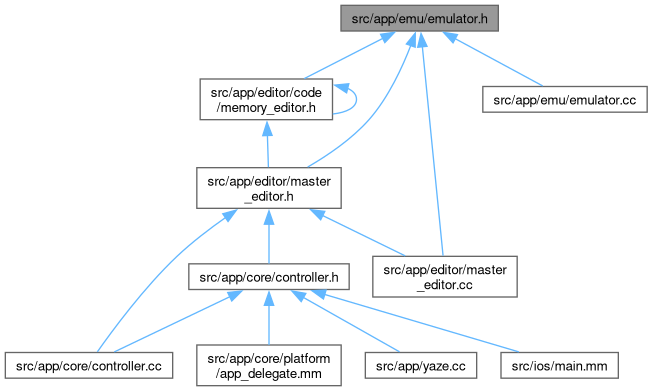 src/app/emu/emulator.h
src/app/editor/code
/memory_editor.h
src/app/emu/emulator.cc
src/app/editor/master
_editor.h
src/app/core/controller.h
src/app/editor/master
_editor.cc
src/app/core/controller.cc
src/app/core/platform
/app_delegate.mm
src/app/yaze.cc
src/ios/main.mm